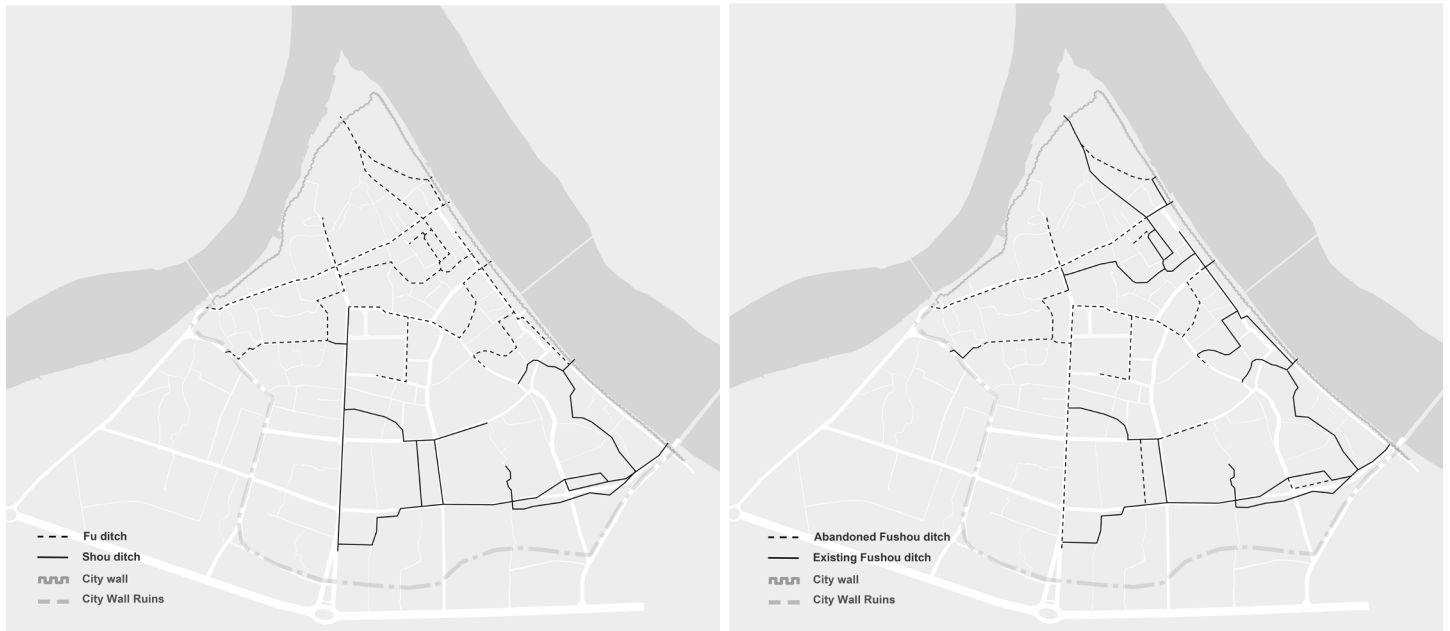 Fu ditch
Shou ditch
City wall
City Wall Ruins
Abandoned Fushou ditch
Existing Fushou ditch
City wall
City Wall Ruins